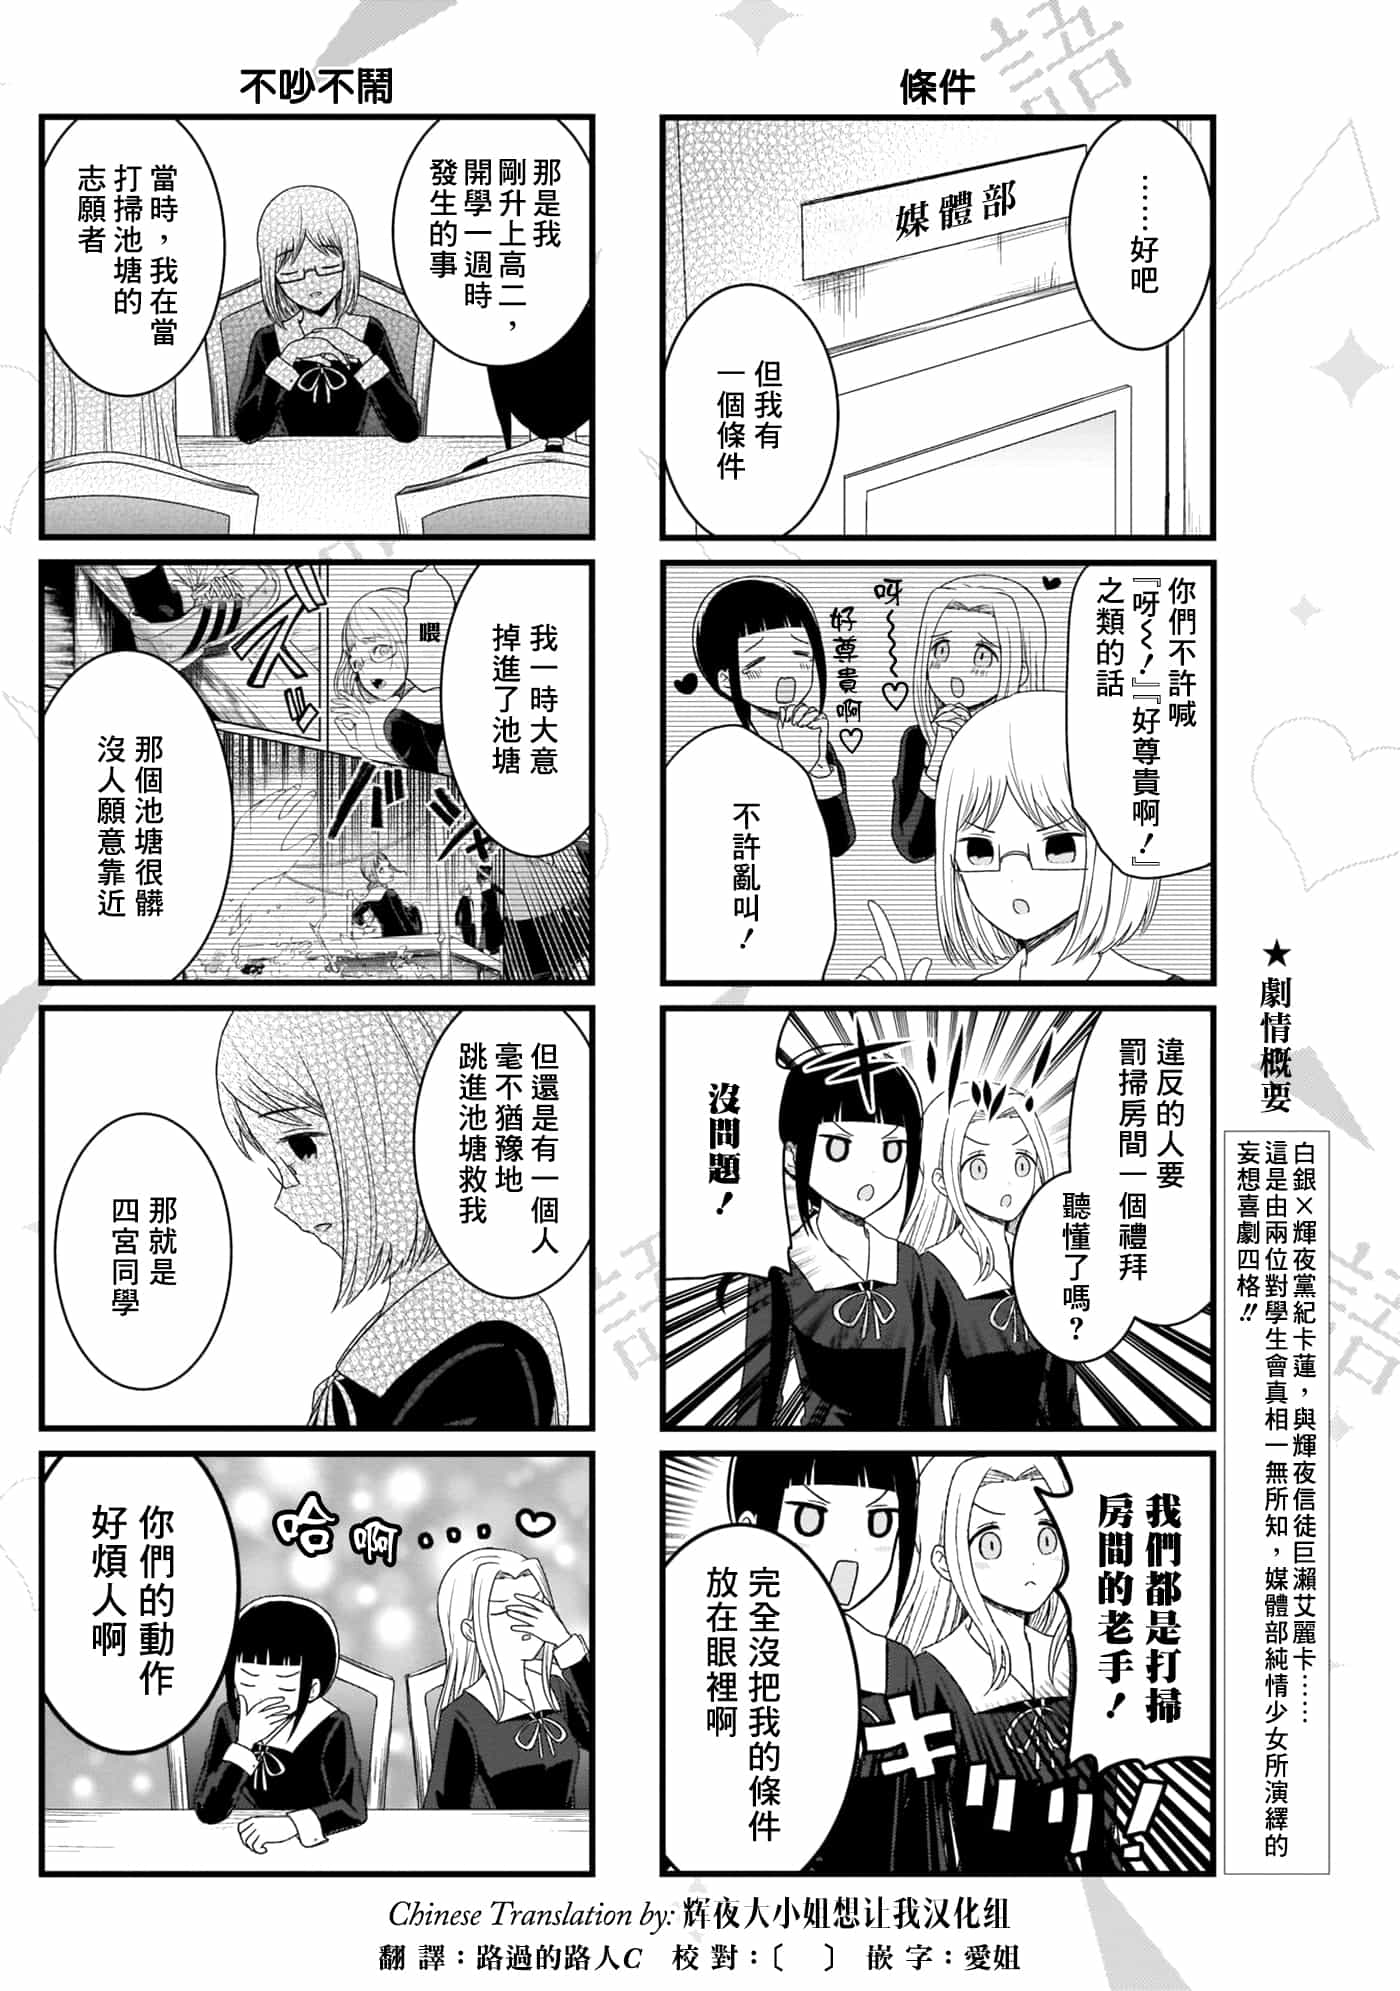 條件
……好吧
但我有
一個條件
媒體部
你們不許喊
『呀～！』『好尊貴啊！』
之類的話
呀～～♡
好尊貴啊♡
不許亂叫！
違反的人要
罰掃房間一個禮拜
聽懂了嗎？
沒問題！
我們都是打掃
房間的老手！
完全沒把我的條件
放在眼裡啊
キリッ！
不吵不鬧
那是我
剛升上高二，
開學一週時
發生的事
當時，我在當
打掃池塘的
志願者
我一時大意
掉進了池塘
喂
ズルッ
那個池塘很髒
沒人願意靠近
但還是有一個人
毫不猶豫地
跳進池塘救我
那就是
四宮同學
哈啊…♥
你們的動作
好煩人啊
★劇情概要
白銀×輝夜黨紀卡蓮，與輝夜信徒巨瀨艾麗卡……
這是由兩位對學生會真相一無所知，媒體部純情少女所演繹的
妄想喜劇四格!!
Chinese Translation by: 辉夜大小姐想让我汉化组
翻譯：路過的路人C 校對：〔 〕 嵌字：愛姐